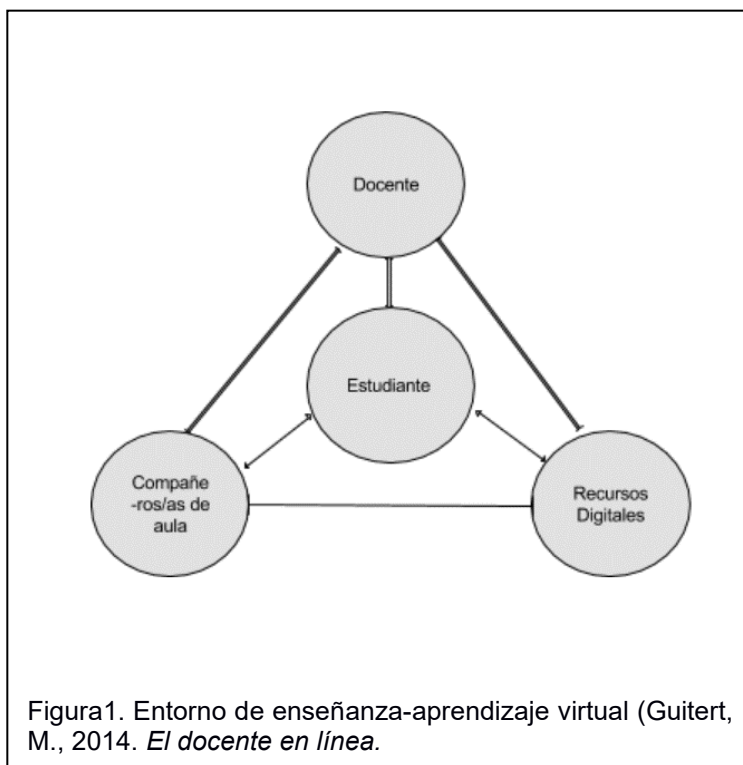 Docente
Estudiante
Compañe
-ros/as de
aula
Recursos
Digitales
Figura1. Entorno de enseñanza-aprendizaje virtual (Guitert,
M., 2014. El docente en línea.